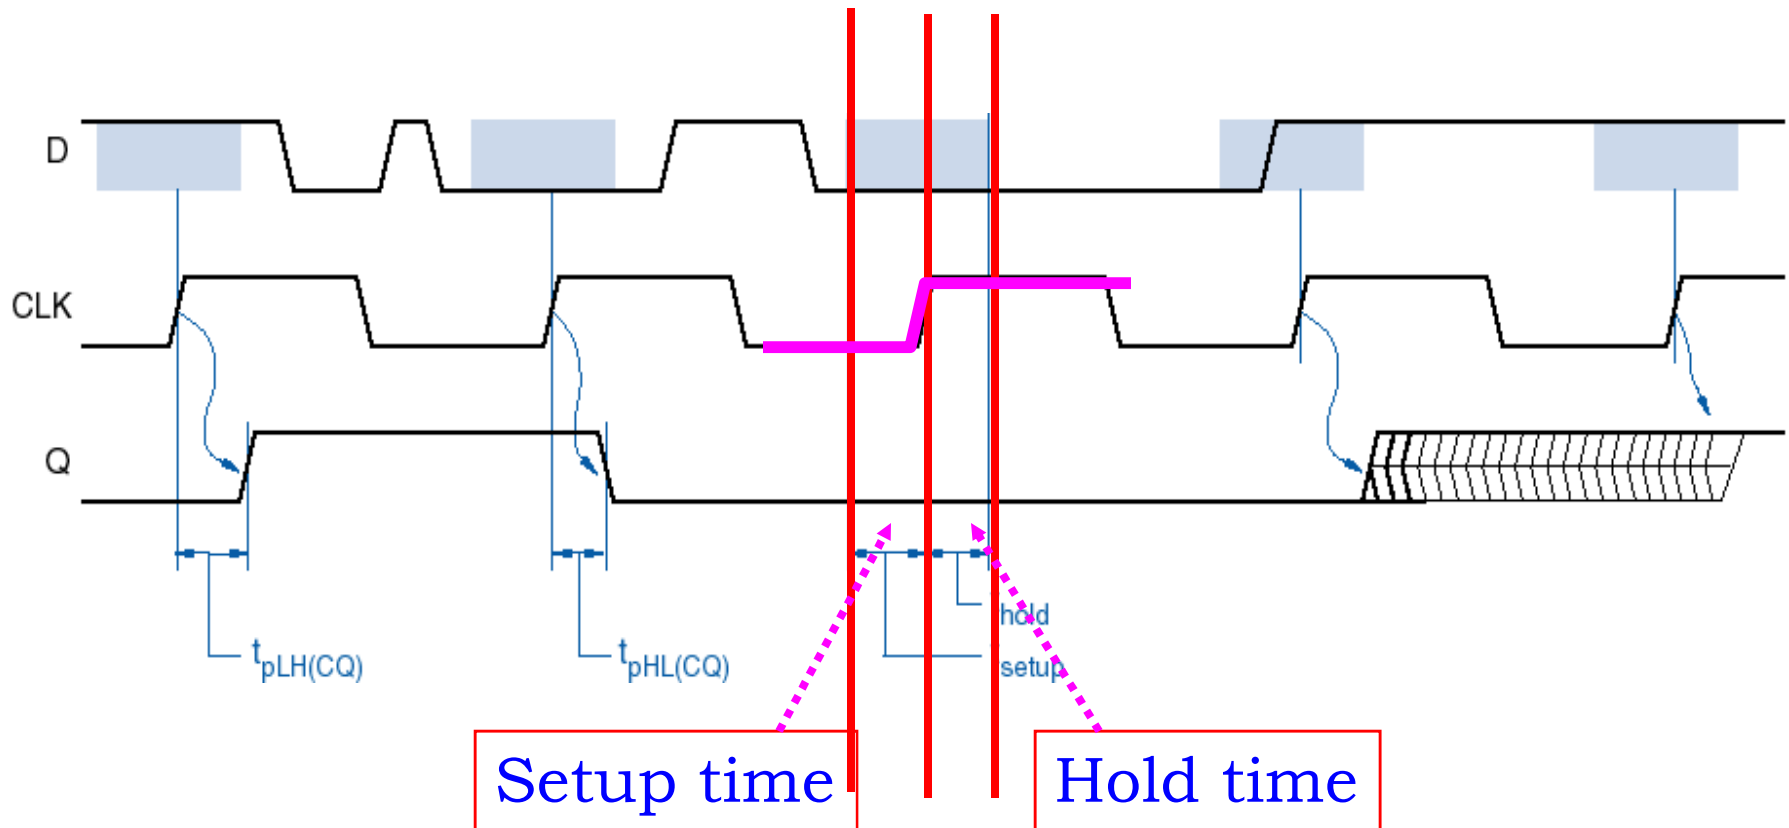 D
CLK
Q
hold
tpLH(CQ)
tpHL(CQ)
setup
Setup time
Hold time